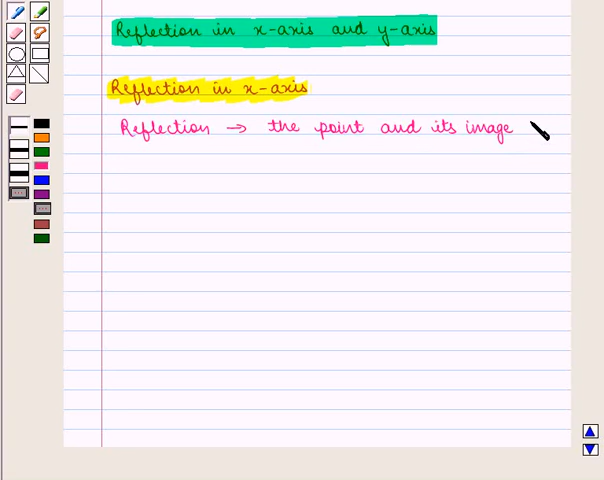 Reflection in x-axis and y-axis
Reflection in x-axis
Reflection → the point and its image